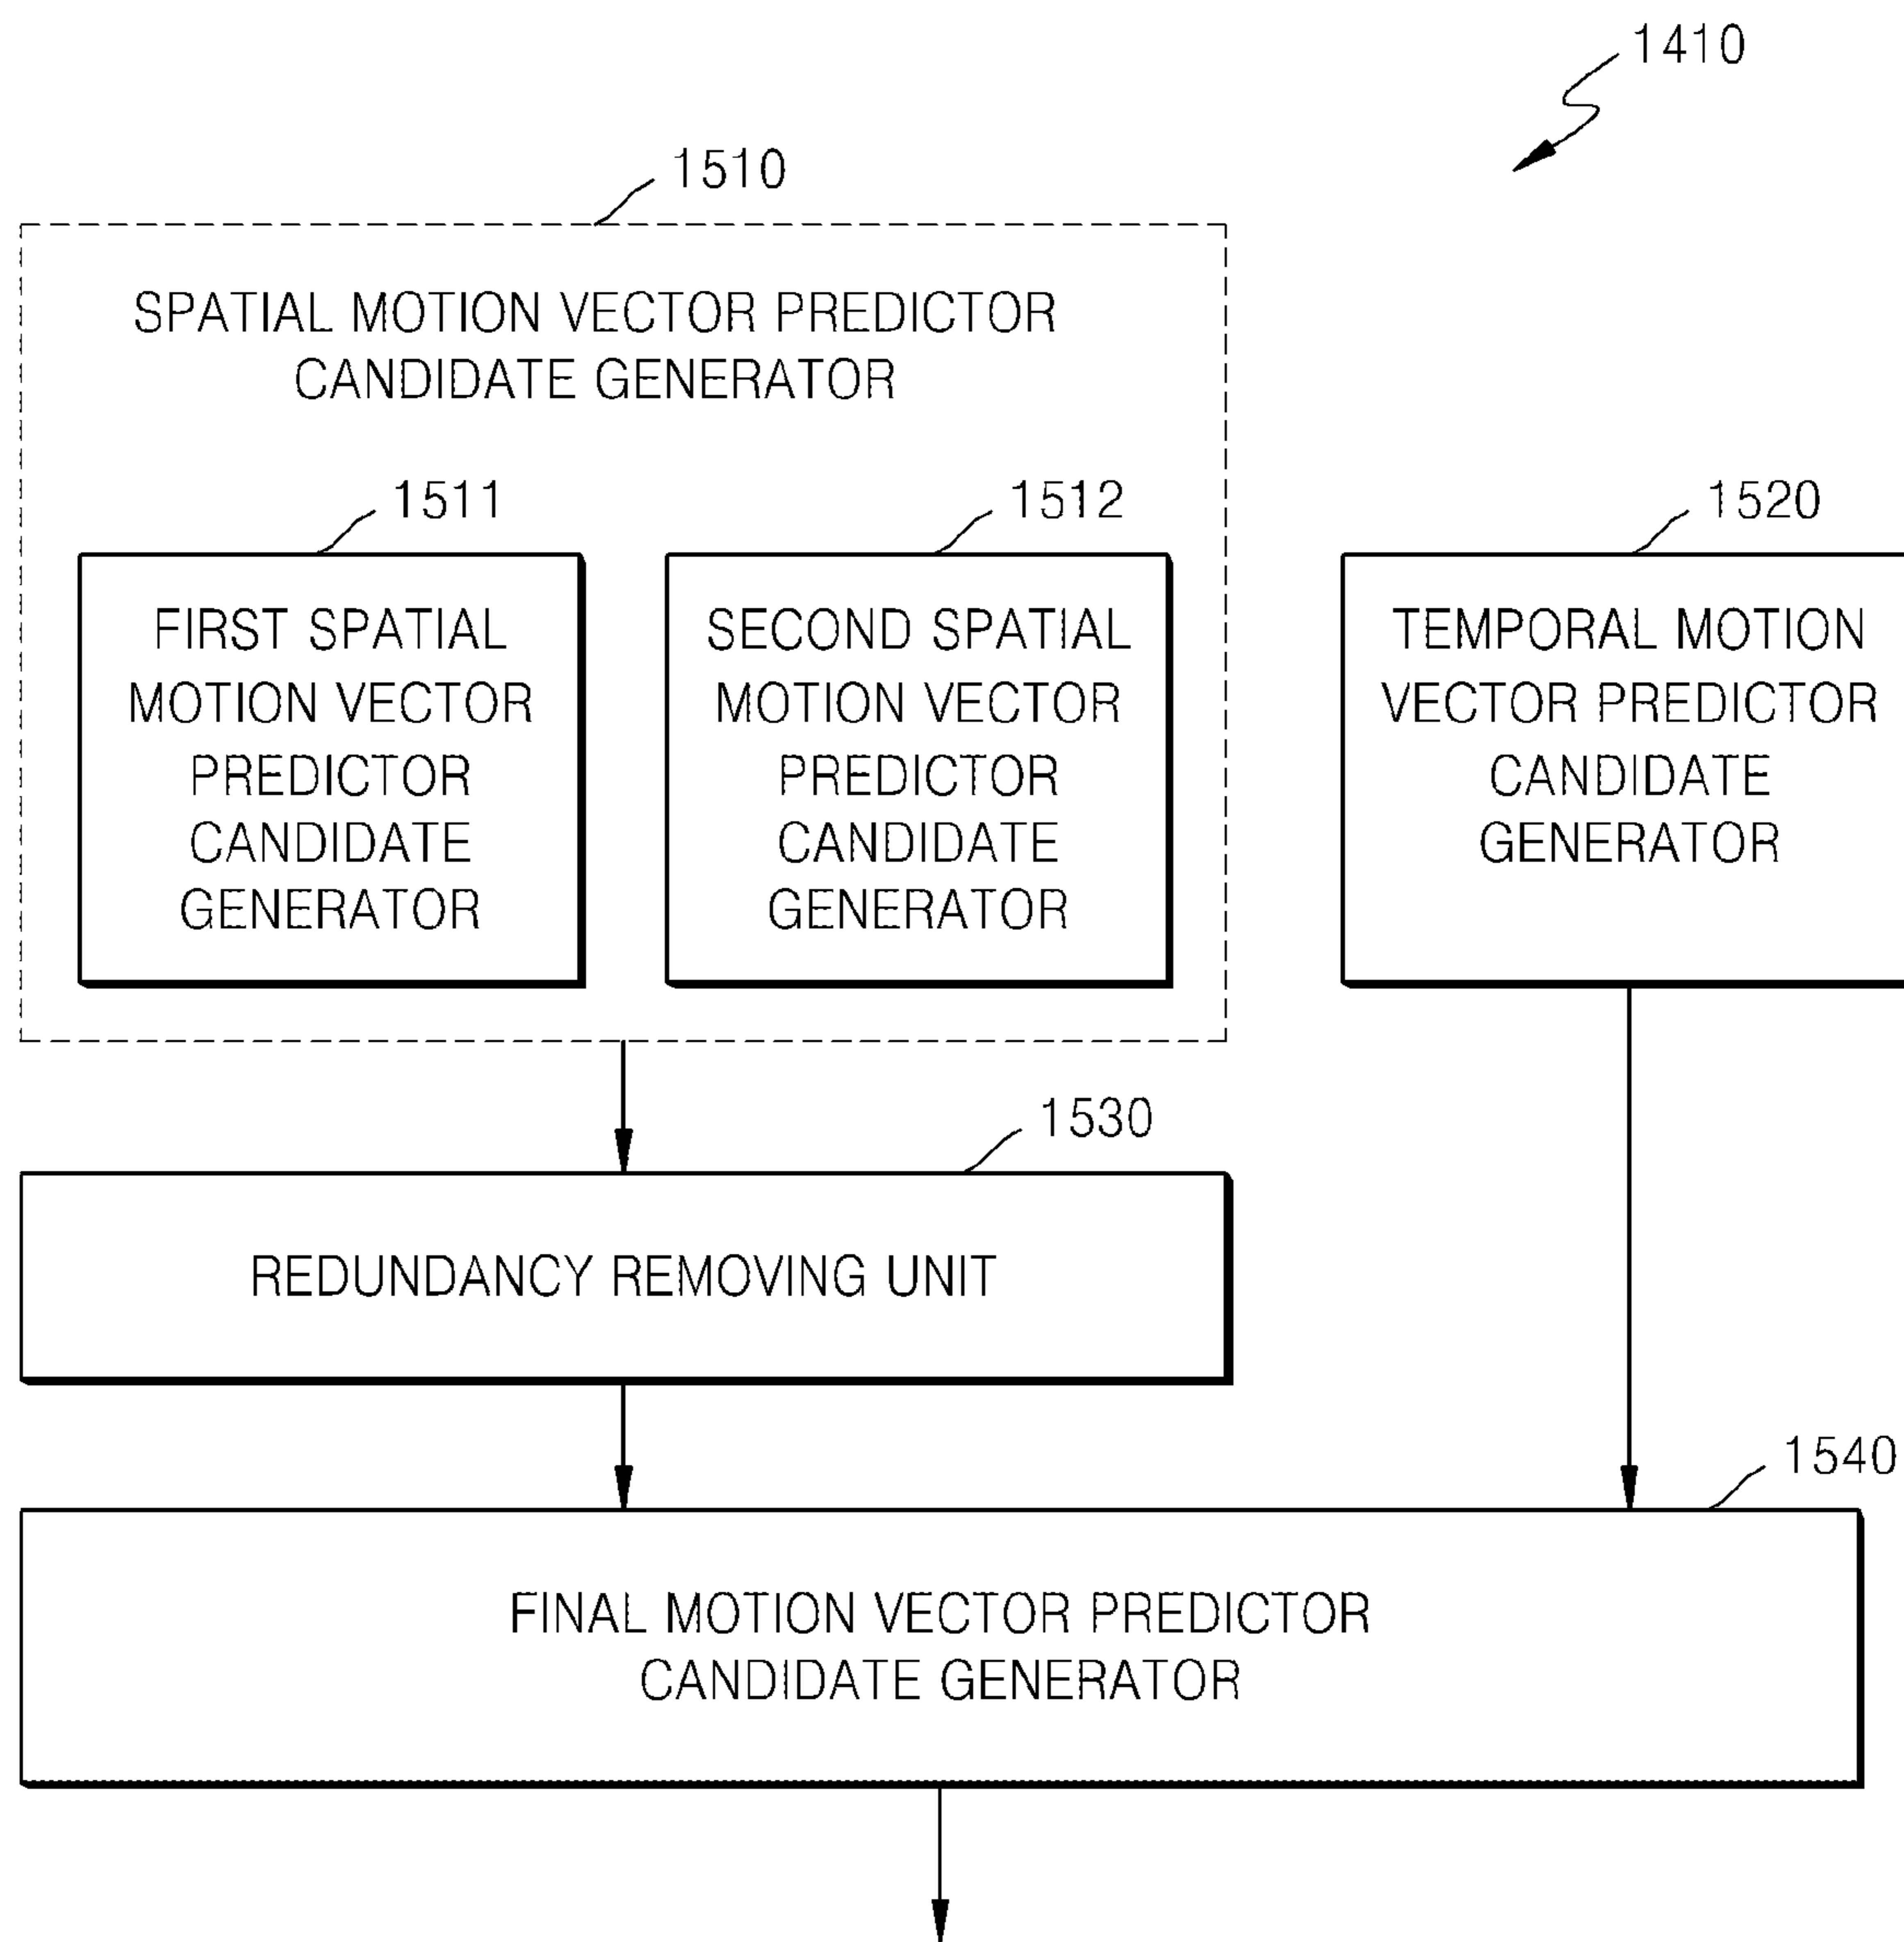 1410
1510
SPATIAL MOTION VECTOR PREDICTOR
CANDIDATE GENERATOR
1511
FIRST SPATIAL
MOTION VECTOR
PREDICTOR
CANDIDATE
GENERATOR
1512
SECOND SPATIAL
MOTION VECTOR
PREDICTOR
CANDIDATE
GENERATOR
1520
TEMPORAL MOTION
VECTOR PREDICTOR
CANDIDATE
GENERATOR
1530
REDUNDANCY REMOVING UNIT
1540
FINAL MOTION VECTOR PREDICTOR
CANDIDATE GENERATOR